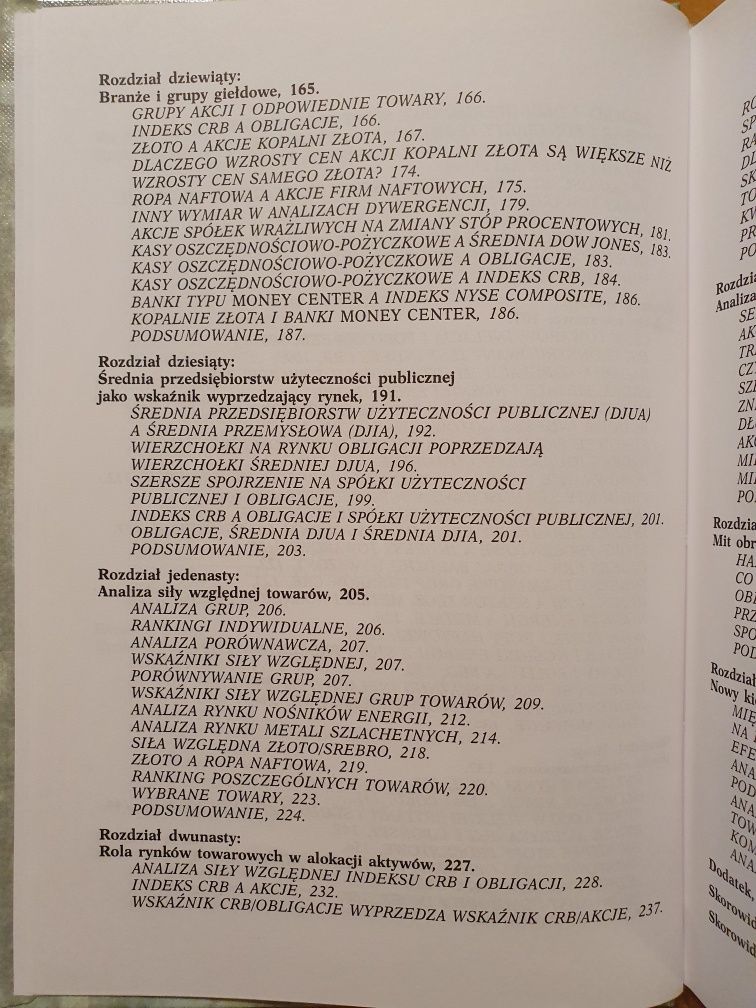 Rozdział dziewiąty:
Branże i grupy giełdowe, 165.
GRUPY AKCJI I ODPOWIEDNIE TOWARY, 166.
INDEKS CRB A OBLIGACJE, 166.
ZŁOTO A AKCJE KOPALNI ZŁOTA, 167.
DLACZEGO WZROSTY CEN AKCJI KOPALNI ZŁOTA SĄ WIĘKSZE NIŻ
WZROSTY CEN SAMEGO ZŁOTA? 174.
ROPA NAFTOWA A AKCJE FIRM NAFTOWYCH, 175.
INNY WYMIAR W ANALIZACH DYWERGENCJI, 179.
AKCJE SPÓŁEK WRAŻLIWYCH NA ZMIANY STÓP PROCENTOWYCH, 181.
KASY OSZCZĘDNOŚCIOWO-POŻYCZKOWE A ŚREDNIA DOW JONES, 183.
KASY OSZCZĘDNOŚCIOWO-POŻYCZKOWE A OBLIGACJE, 183.
KASY OSZCZĘDNOŚCIOWO-POŻYCZKOWE A INDEKS CRB, 184.
BANKI TYPU MONEY CENTER A INDEKS NYSE COMPOSITE, 186.
KOPALNIE ZŁOTA I BANKI MONEY CENTER, 186.
PODSUMOWANIE, 187.
Rozdział dziesiąty:
Średnia przedsiębiorstw użyteczności publicznej
jako wskaźnik wyprzedzający rynek, 191.
ŚREDNIA PRZEDSIĘBIORSTW UŻYTECZNOŚCI PUBLICZNEJ (DJUA)
A ŚREDNIA PRZEMYSŁOWA (DJIA), 192.
WIERZCHOŁKI NA RYNKU OBLIGACJI POPRZEDZAJĄ
WIERZCHOŁKI ŚREDNIEJ DJUA, 196.
SZERSZE SPOJRZENIE NA SPÓŁKI UŻYTECZNOŚCI
PUBLICZNEJ I OBLIGACJE, 199.
INDEKS CRB A OBLIGACJE I SPÓŁKI UŻYTECZNOŚCI PUBLICZNEJ, 201.
OBLIGACJE, ŚREDNIA DJUA I ŚREDNIA DJIA, 201.
PODSUMOWANIE, 203.
Rozdział jedenasty:
Analiza siły względnej towarów, 205.
ANALIZA GRUP, 206.
RANKINGI INDYWIDUALNE, 206.
ANALIZA PORÓWNAWCZA, 207.
WSKAŹNIKI SIŁY WZGLĘDNEJ, 207.
PORÓWNYWANIE GRUP, 207.
WSKAŹNIKI SIŁY WZGLĘDNEJ GRUP TOWARÓW, 209.
ANALIZA RYNKU NOŚNIKÓW ENERGII, 212.
ANALIZA RYNKU METALI SZLACHETNYCH, 214.
SIŁA WZGLĘDNA ZŁOTO/SREBRO, 218.
ZŁOTO A ROPA NAFTOWA, 219.
RANKING POSZCZEGÓLNYCH TOWARÓW, 220.
WYBRANE TOWARY, 223.
PODSUMOWANIE, 224.
Rozdział dwunasty:
Rola rynków towarowych w alokacji aktywów, 227.
ANALIZA SIŁY WZGLĘDNEJ INDEKSU CRB I OBLIGACJI, 228.
INDEKS CRB A AKCJE, 232.
WSKAŹNIK CRB/OBLIGACJE WYPRZEDZA WSKAŹNIK CRB/AKCJE, 237.
Analiza
Mit
Rozdział
Nowy
Dodatek,